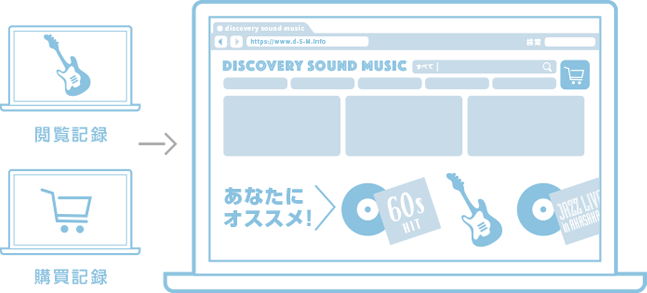 閲覧記録
購買記録
discovery sound music
https://www.d-S-M.Info
検索
DISCOVERY SOUND MUSIC
すべて
あなたに
オススメ!
60s
HIT
JAZZ LIVE
in AKASAKA